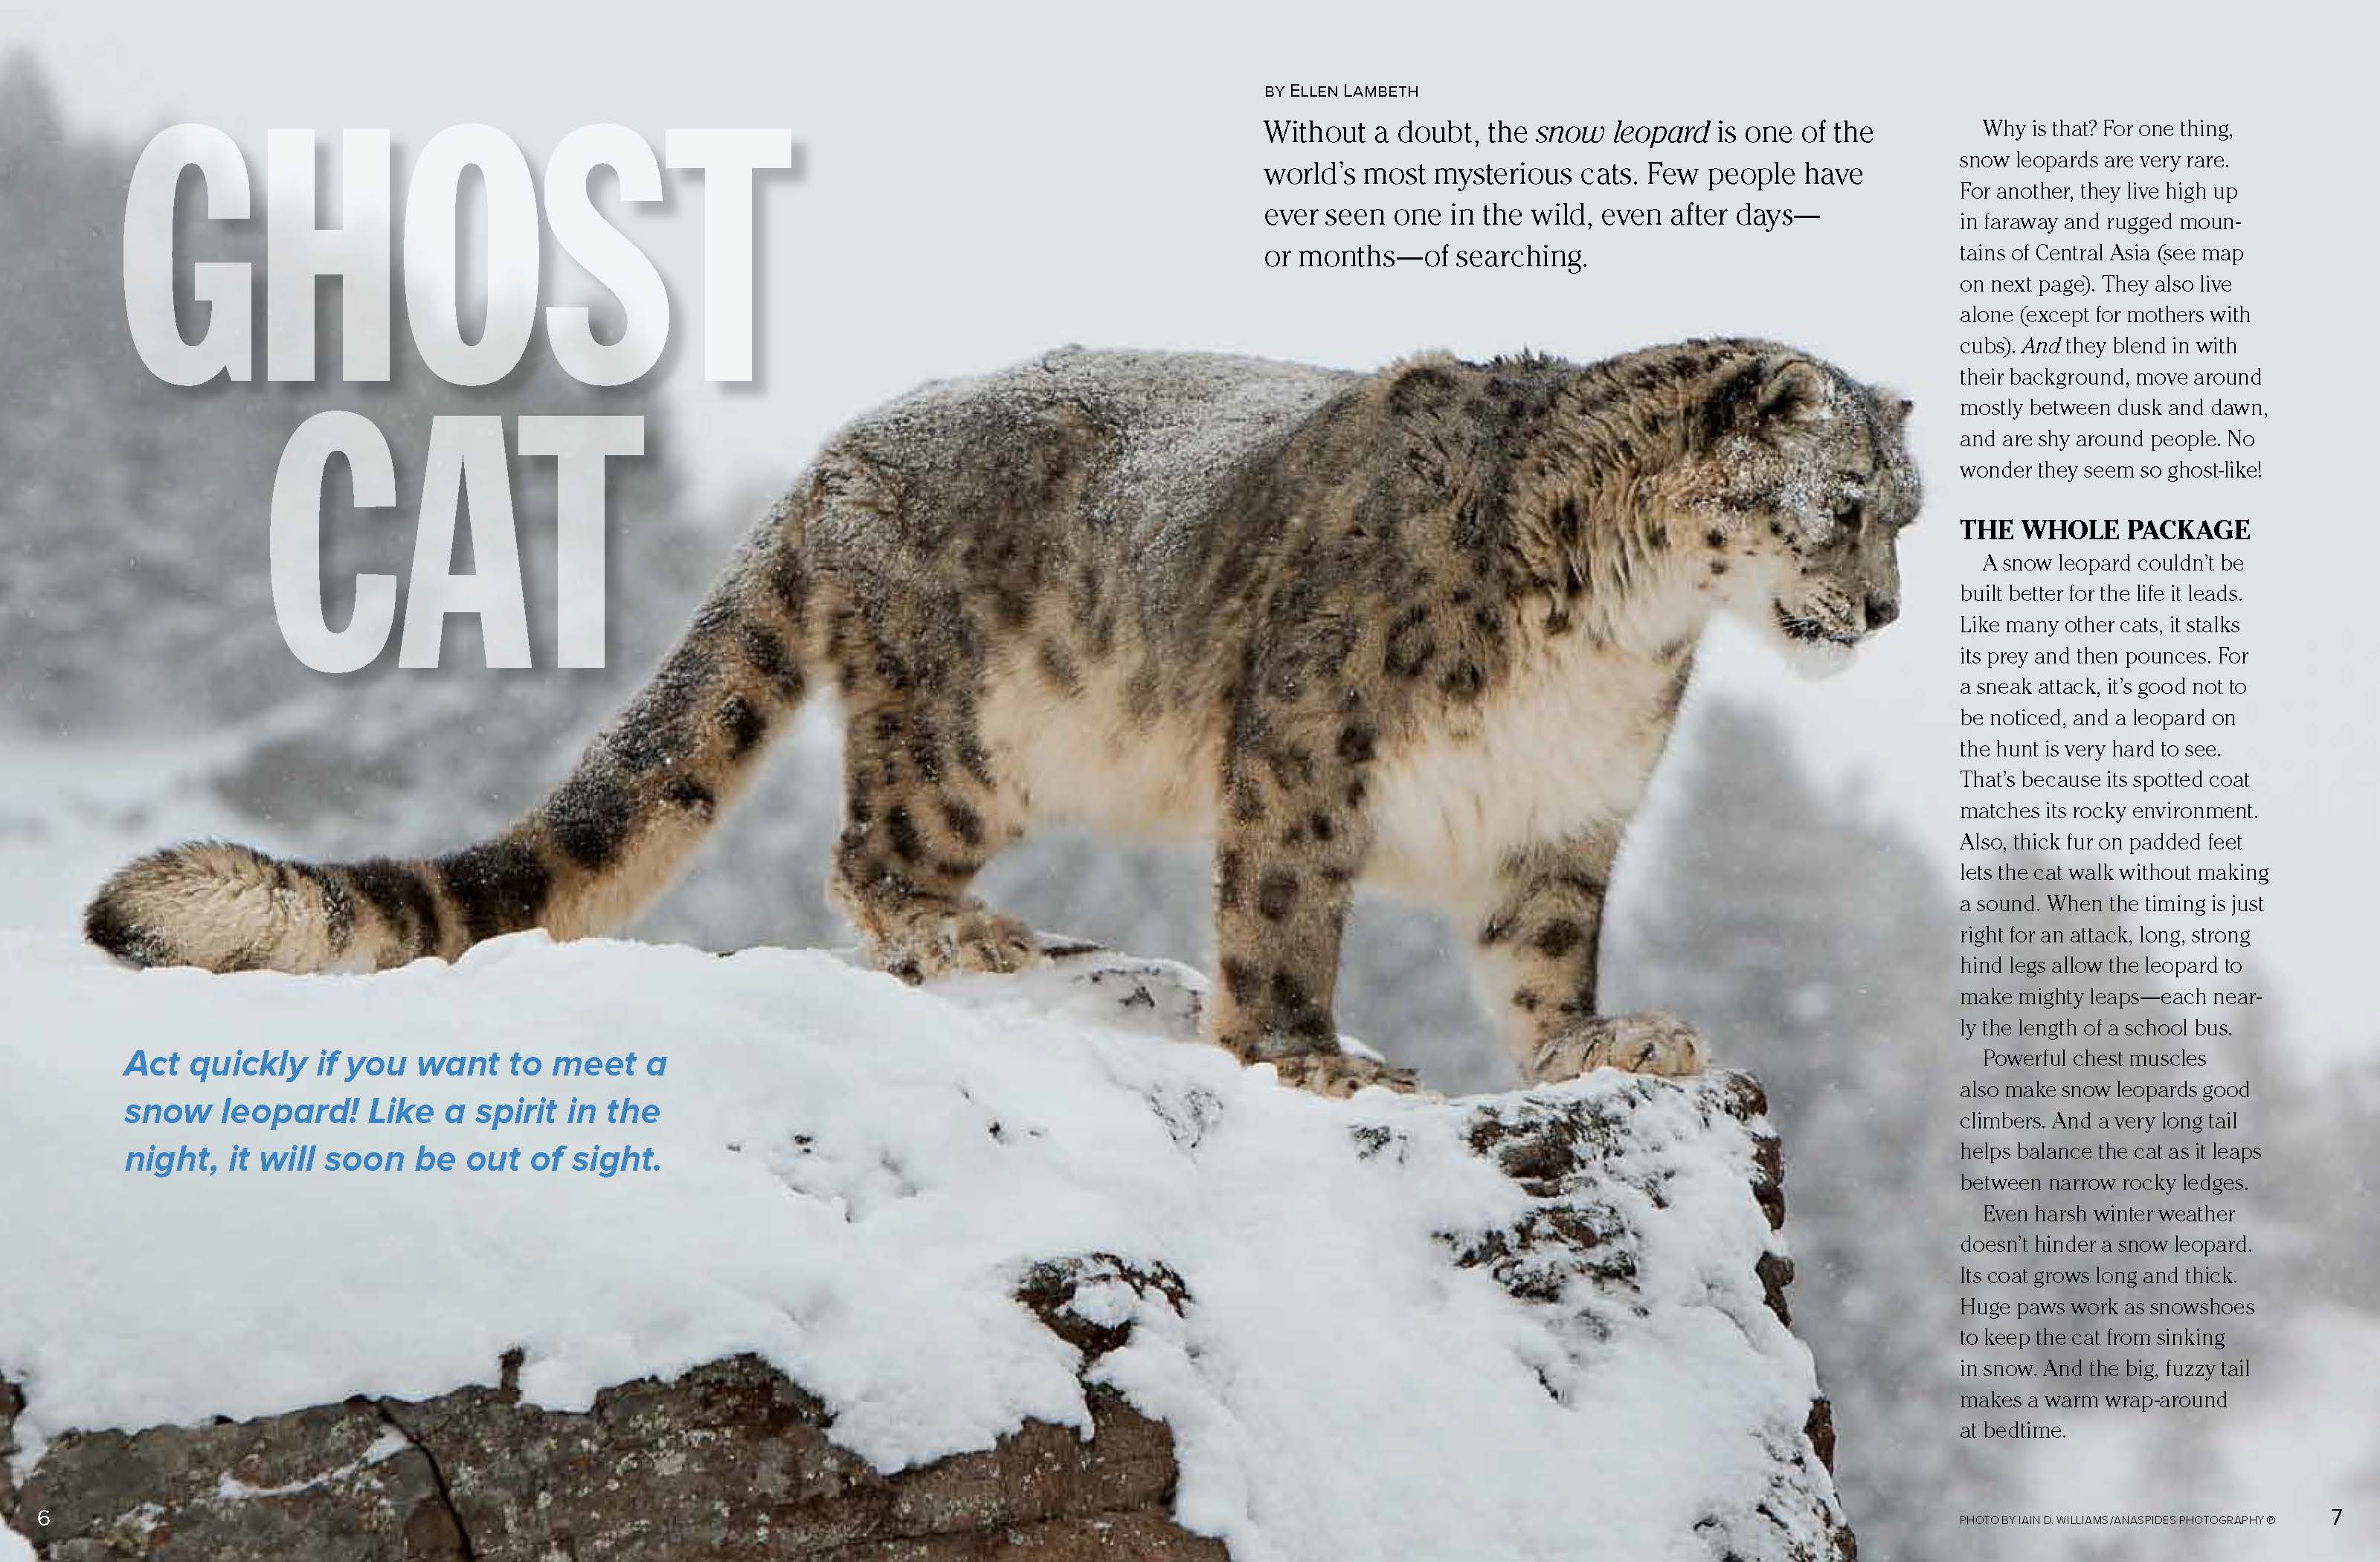 GHOST
CAT
Act quickly if you want to meet a
snow leopard! Like a spirit in the
night, it will soon be out of sight.
BY ELLEN LAMBETH
Without a doubt, the snow leopard is one of the
world's most mysterious cats. Few people have
ever seen one in the wild, even after days—
or months—of searching.
Why is that? For one thing,
snow leopards are very rare.
For another, they live high up
in faraway and rugged moun-
tains of Central Asia (see map
on next page). They also live
alone (except for mothers with
cubs). And they blend in with
their background, move around
mostly between dusk and dawn,
and are shy around people. No
wonder they seem so ghost-like!
THE WHOLE PACKAGE
A snow leopard couldn't be
built better for the life it leads.
Like many other cats, it stalks
its prey and then pounces. For
a sneak attack, it's good not to
be noticed, and a leopard on
the hunt is very hard to see.
That's because its spotted coat
matches its rocky environment.
Also, thick fur on padded feet
lets the cat walk without making
a sound. When the timing is just
right for an attack, long, strong
hind legs allow the leopard to
make mighty leaps—each near-
ly the length of a school bus.
Powerful chest muscles
also make snow leopards good
climbers. And a very long tail
helps balance the cat as it leaps
between narrow rocky ledges.
Even harsh winter weather
doesn't hinder a snow leopard.
Its coat grows long and thick.
Huge paws work as snowshoes
to keep the cat from sinking
in snow. And the big, fuzzy tail
makes a warm wrap-around
at bedtime.
6
PHOTO BY IAIN D. WILLIAMS/ANASPIDES PHOTOGRAPHY ℗
7